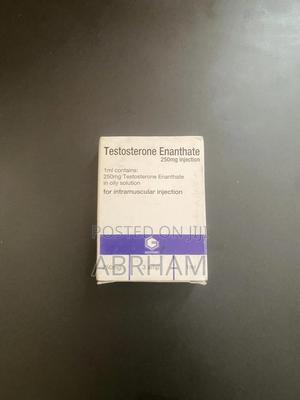 Testosterone Enanthate
250mg injection
1ml contains:
250mg Testosterone Enanthate
in oily solution
for intramuscular injection
POSTED ON JIJI
ABRHAM